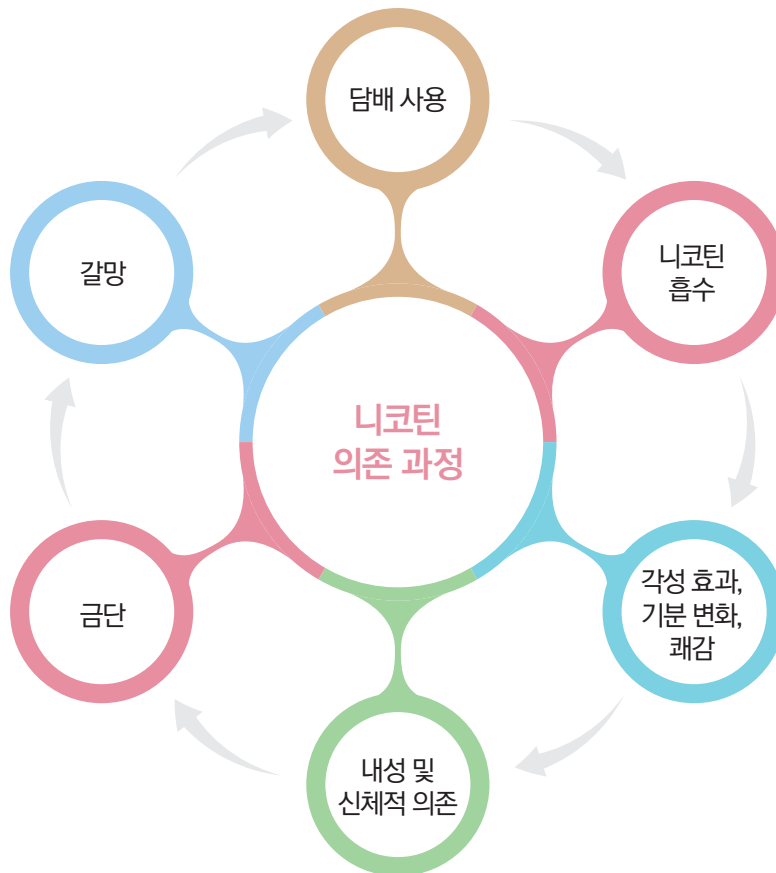 담배 사용
니코틴
흡수
각성 효과,
기분 변화,
쾌감
내성 및
신체적 의존
금단
갈망
니코틴
의존 과정